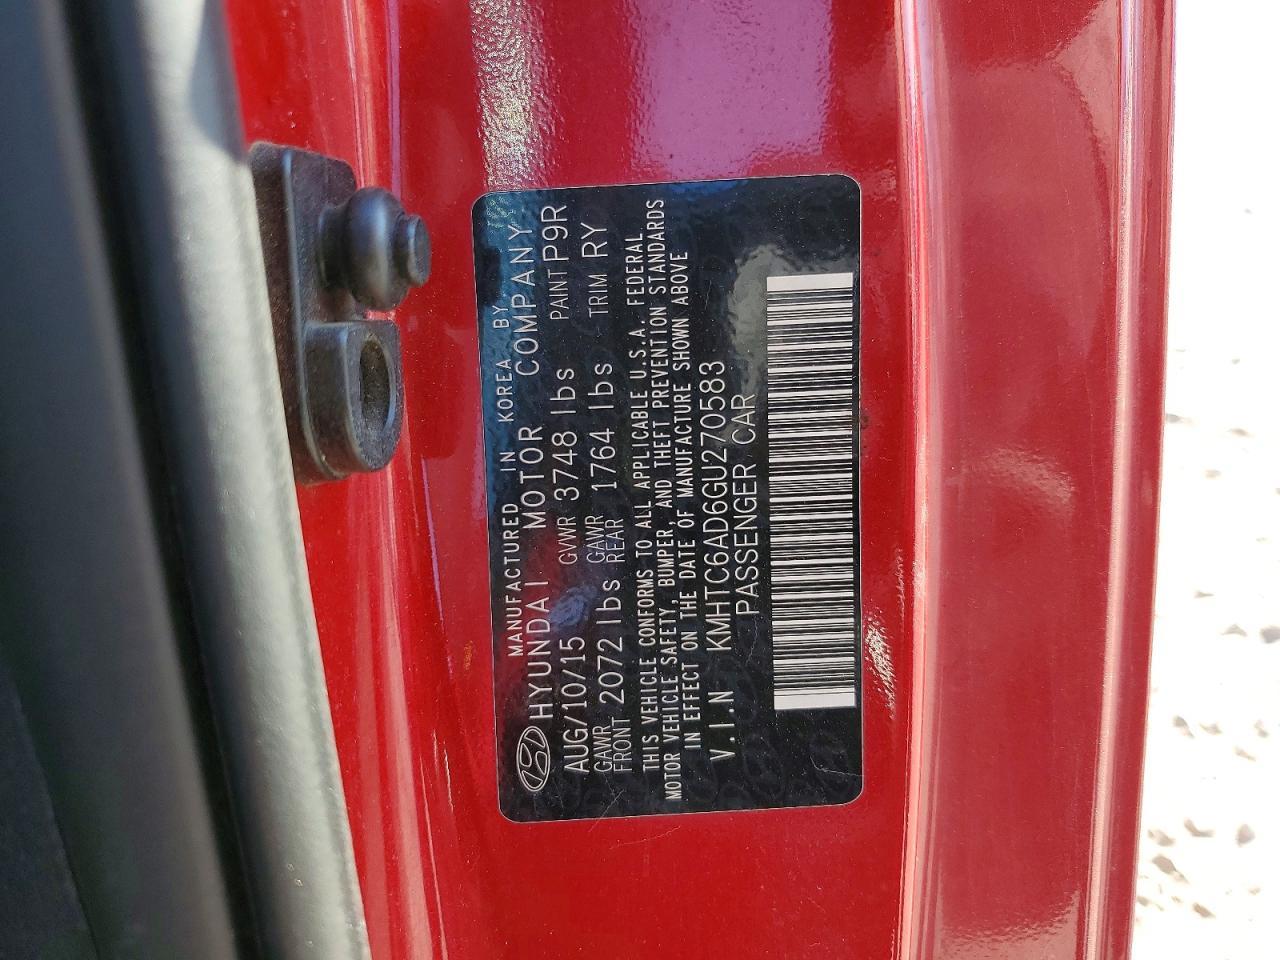 MANUFACTURED IN KOREA BY
HYUNDAI MOTOR COMPANY
AUG/10/15 GVWR 3748 lbs PAINT P9R
GAWR FRONT 2072 lbs GAWR REAR 1764 lbs TRIM RY
THIS VEHICLE CONFORMS TO ALL APPLICABLE U.S.A. FEDERAL
MOTOR VEHICLE SAFETY, BUMPER, AND THEFT PREVENTION STANDARDS
IN EFFECT ON THE DATE OF MANUFACTURE SHOWN ABOVE
V.I.N KMHTC6AD6GU270583
PASSENGER CAR